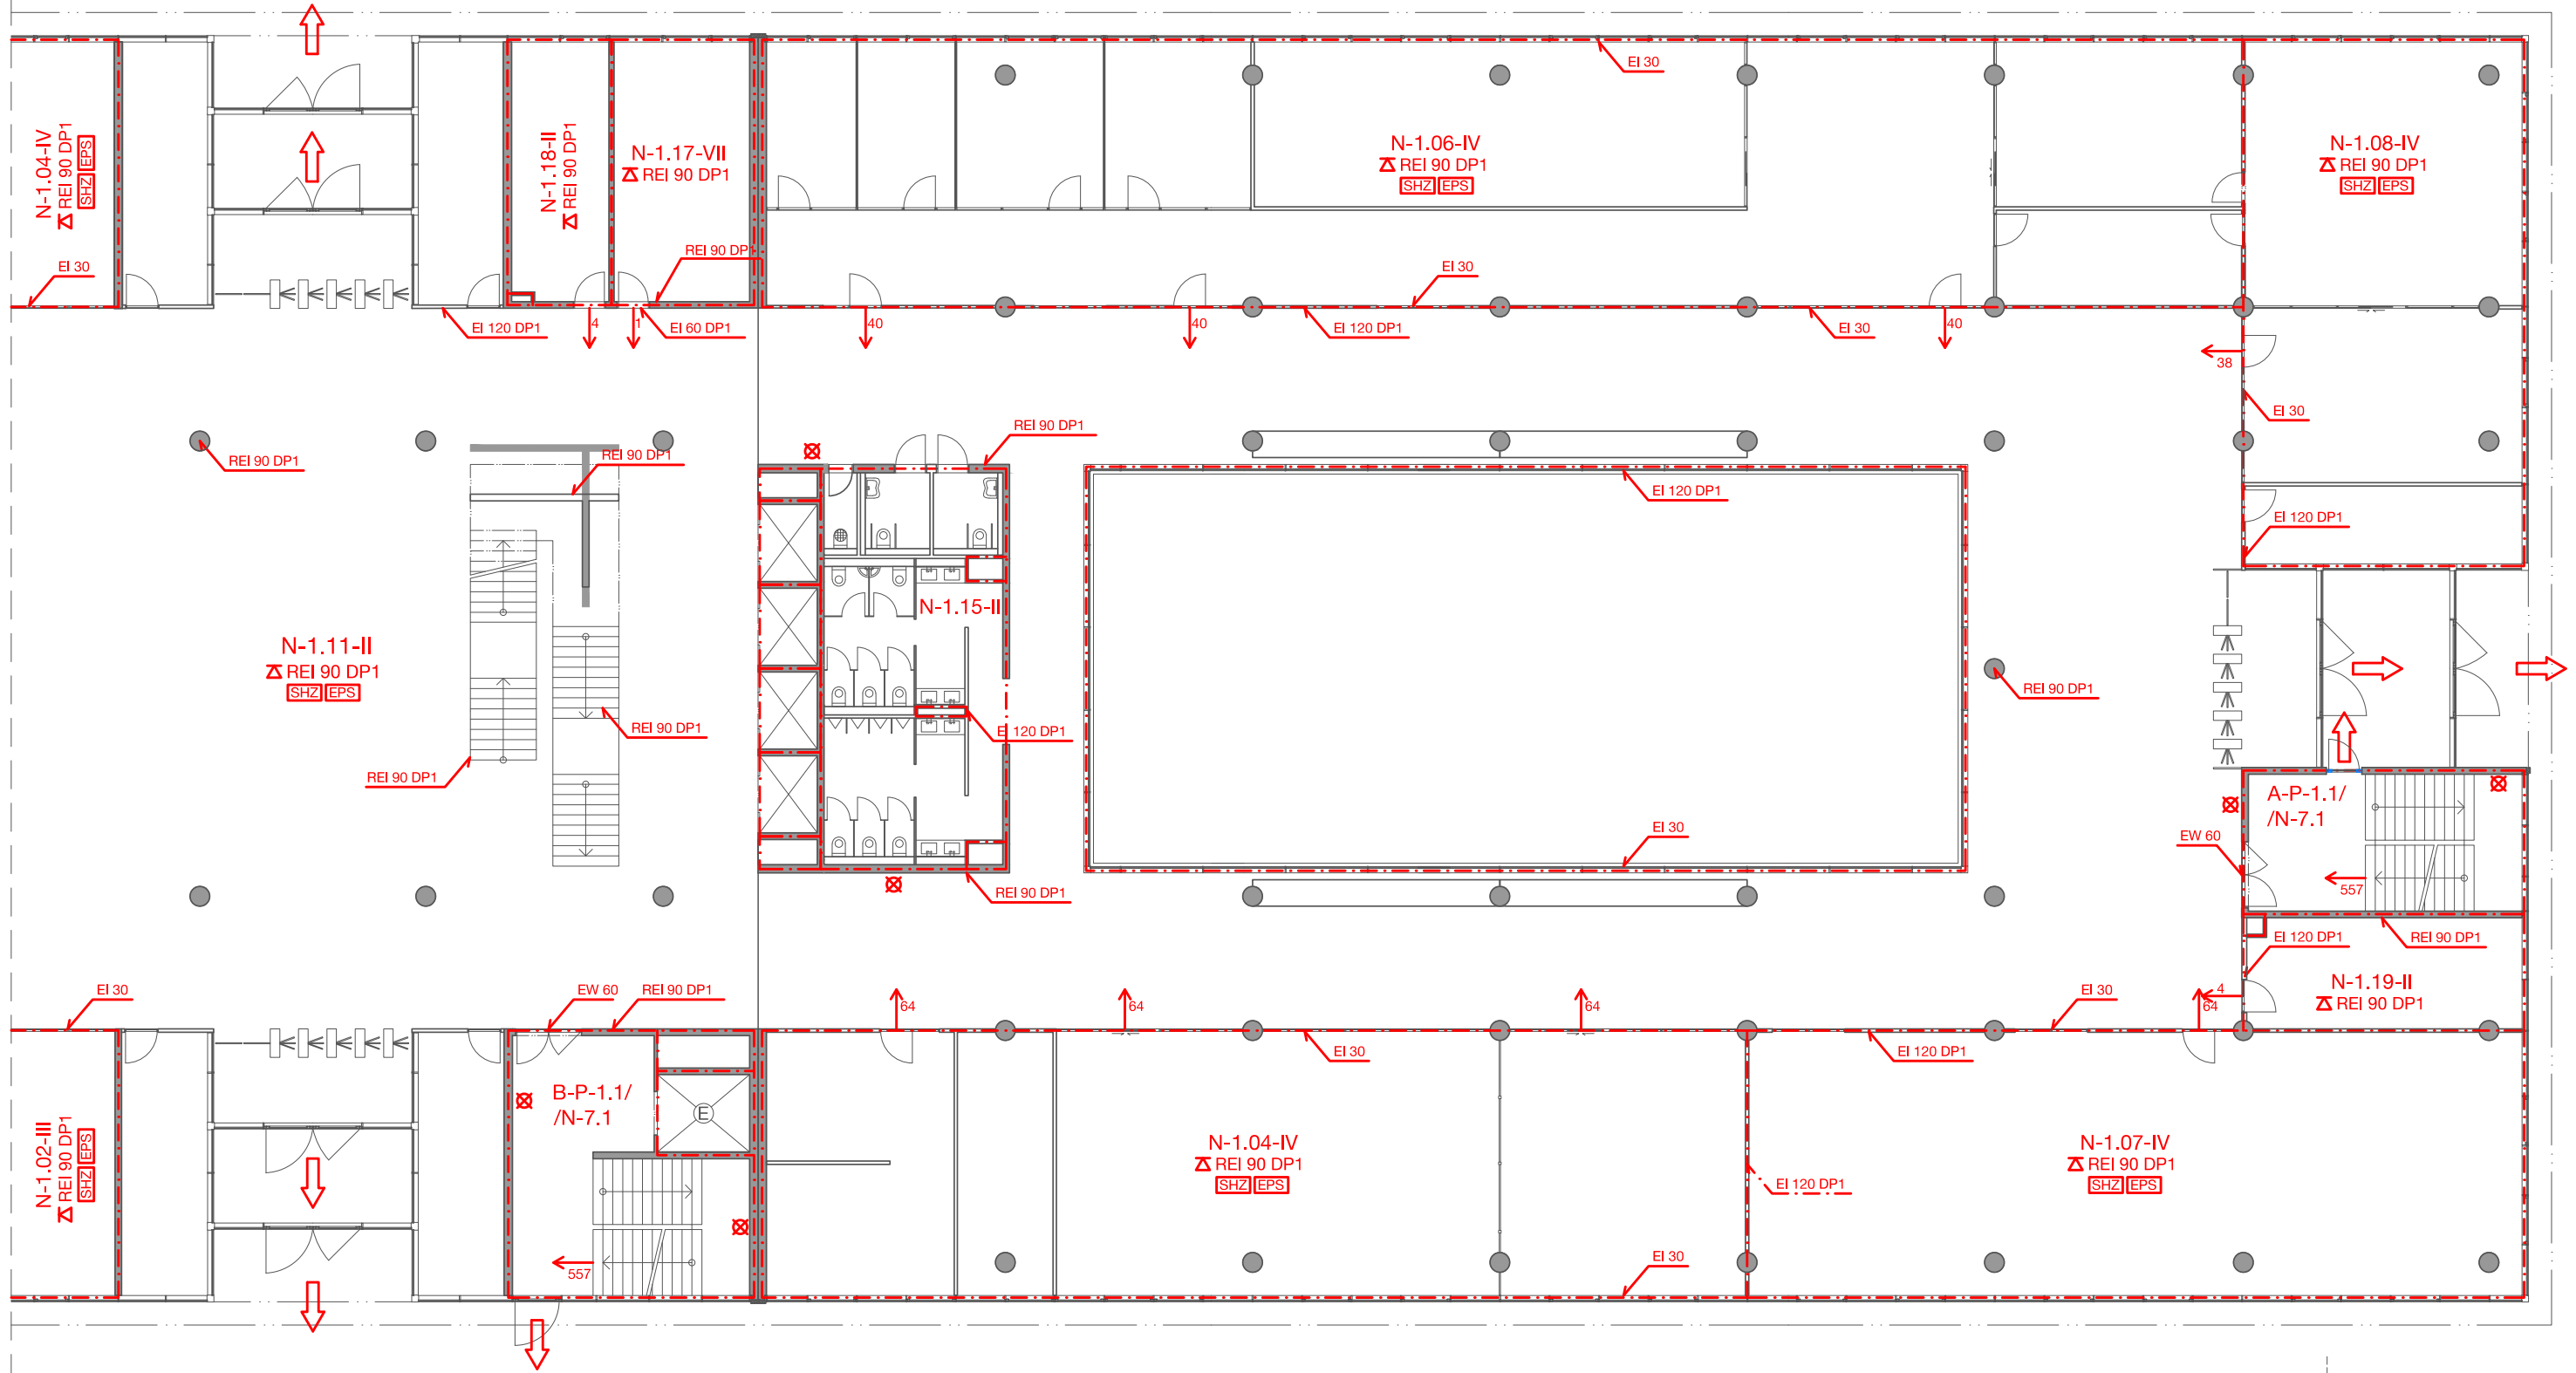 N-1.04-IV
REI 90 DP1
SHZ EPS
EI 30
N-1.18-II
REI 90 DP1
N-1.17-VII
REI 90 DP1
REI 90 DP1
EI 120 DP1
4
1
EI 60 DP1
EI 30
N-1.06-IV
REI 90 DP1
SHZ EPS
EI 30
40
40
EI 120 DP1
EI 30
40
N-1.08-IV
REI 90 DP1
SHZ EPS
38
EI 30
REI 90 DP1
REI 90 DP1
REI 90 DP1
EI 120 DP1
EI 120 DP1
N-1.15-II
N-1.11-II
REI 90 DP1
SHZ EPS
REI 90 DP1
REI 90 DP1
EI 120 DP1
REI 90 DP1
A-P-1.1/
/N-7.1
EW 60
557
EI 30
REI 90 DP1
EI 120 DP1
REI 90 DP1
N-1.19-II
REI 90 DP1
4
64
EI 30
EI 30
EW 60
REI 90 DP1
64
64
64
EI 30
EI 120 DP1
B-P-1.1/
/N-7.1
E
557
N-1.02-III
REI 90 DP1
SHZ EPS
N-1.04-IV
REI 90 DP1
SHZ EPS
EI 120 DP1
N-1.07-IV
REI 90 DP1
SHZ EPS
EI 30